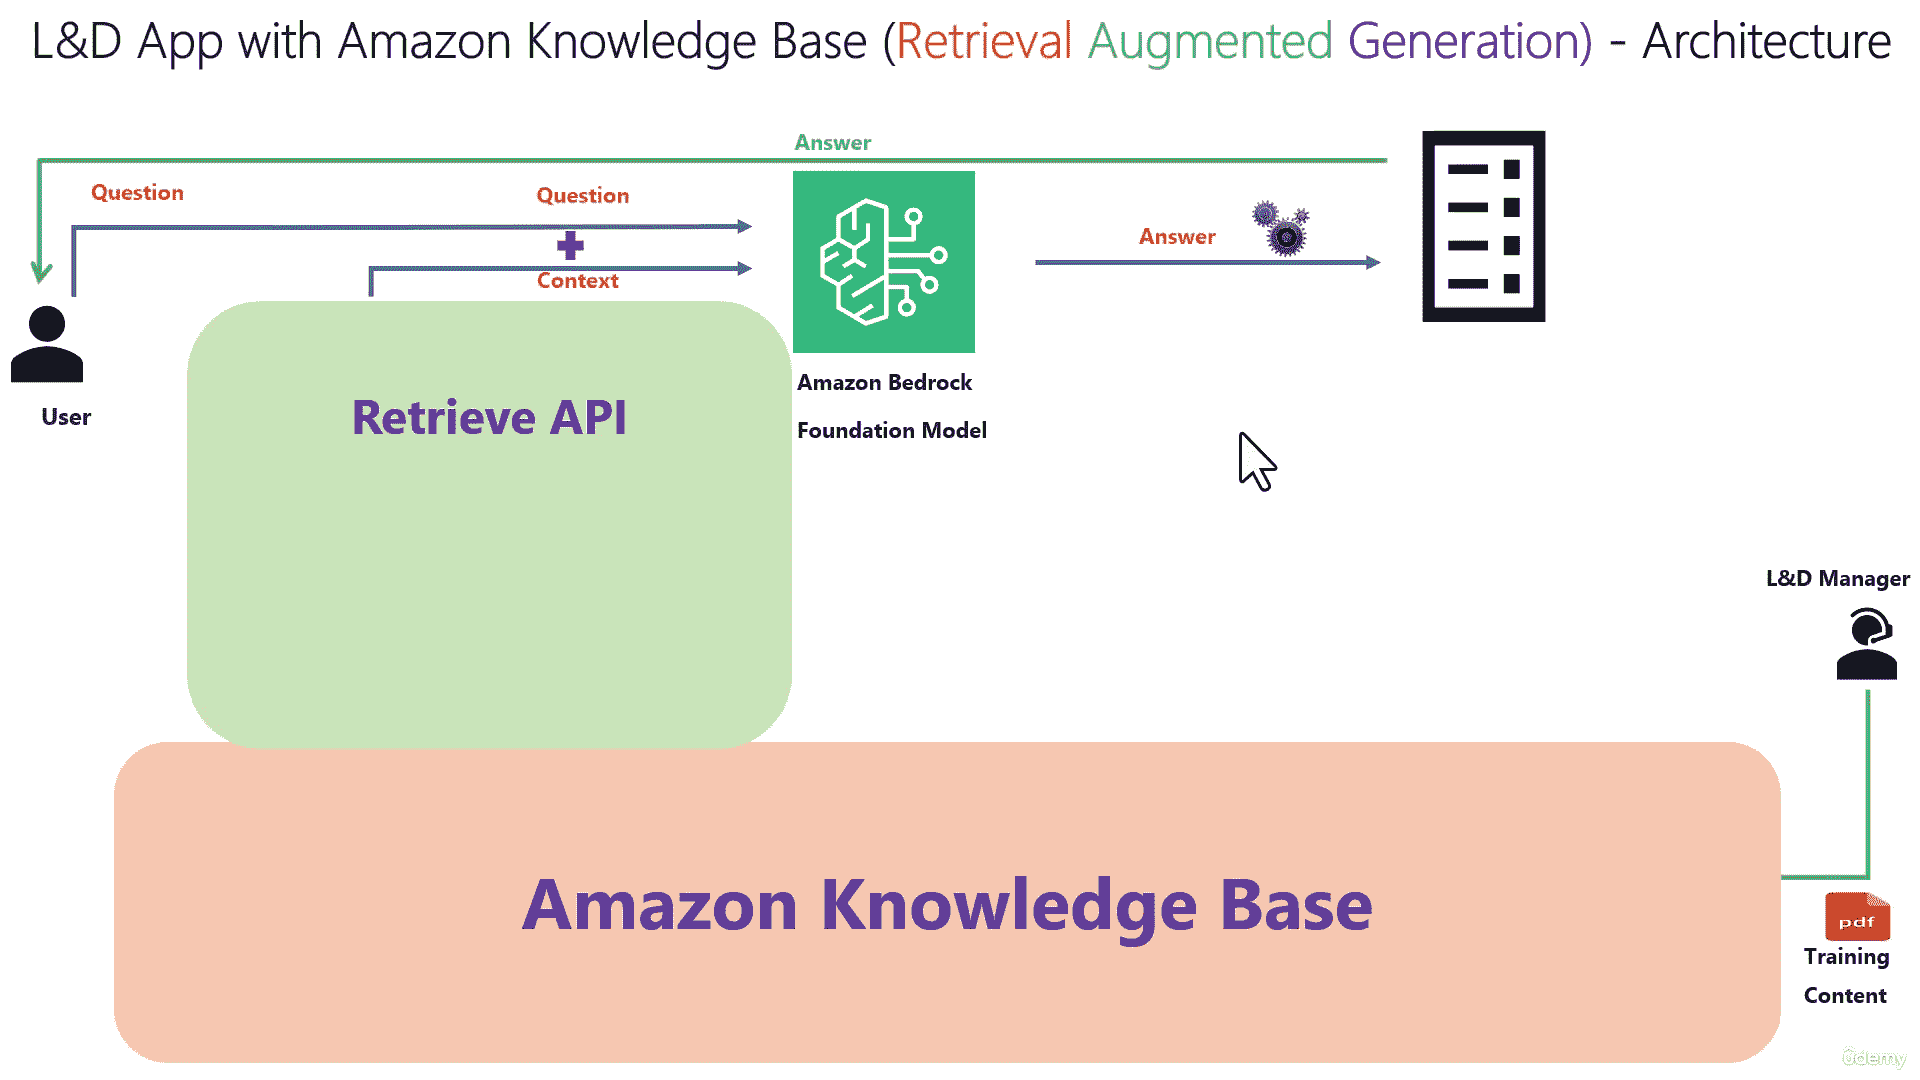 L&D App with Amazon Knowledge Base (Retrieval Augmented Generation) - Architecture
Answer
Question
Question
Answer
Context
Retrieve API
Amazon Bedrock
Foundation Model
User
L&D Manager
Amazon Knowledge Base
pdf
Training
Content
ûdemy